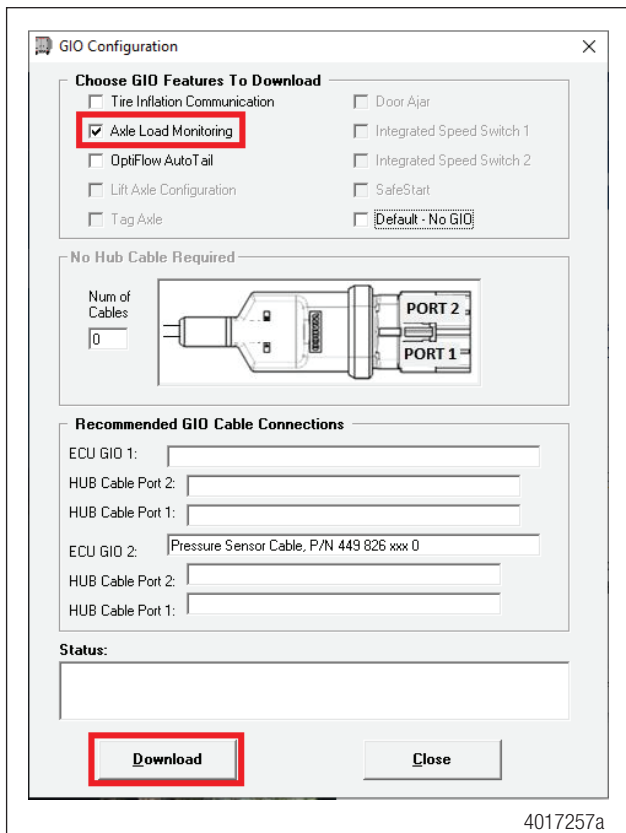 GIO Configuration
Choose GIO Features To Download
Tire Inflation Communication
Door Ajar
Axle Load Monitoring
Integrated Speed Switch 1
OptiFlow AutoTail
Integrated Speed Switch 2
Lift Axle Configuration
SafeStart
Tag Axle
Default - No GIO
No Hub Cable Required
Num of
Cables
0
PORT 2
PORT 1
Recommended GIO Cable Connections
ECU GIO 1:
HUB Cable Port 2:
HUB Cable Port 1:
ECU GIO 2: Pressure Sensor Cable, P/N 449 826 xxx 0
HUB Cable Port 2:
HUB Cable Port 1:
Status:
Download
Close
4017257a